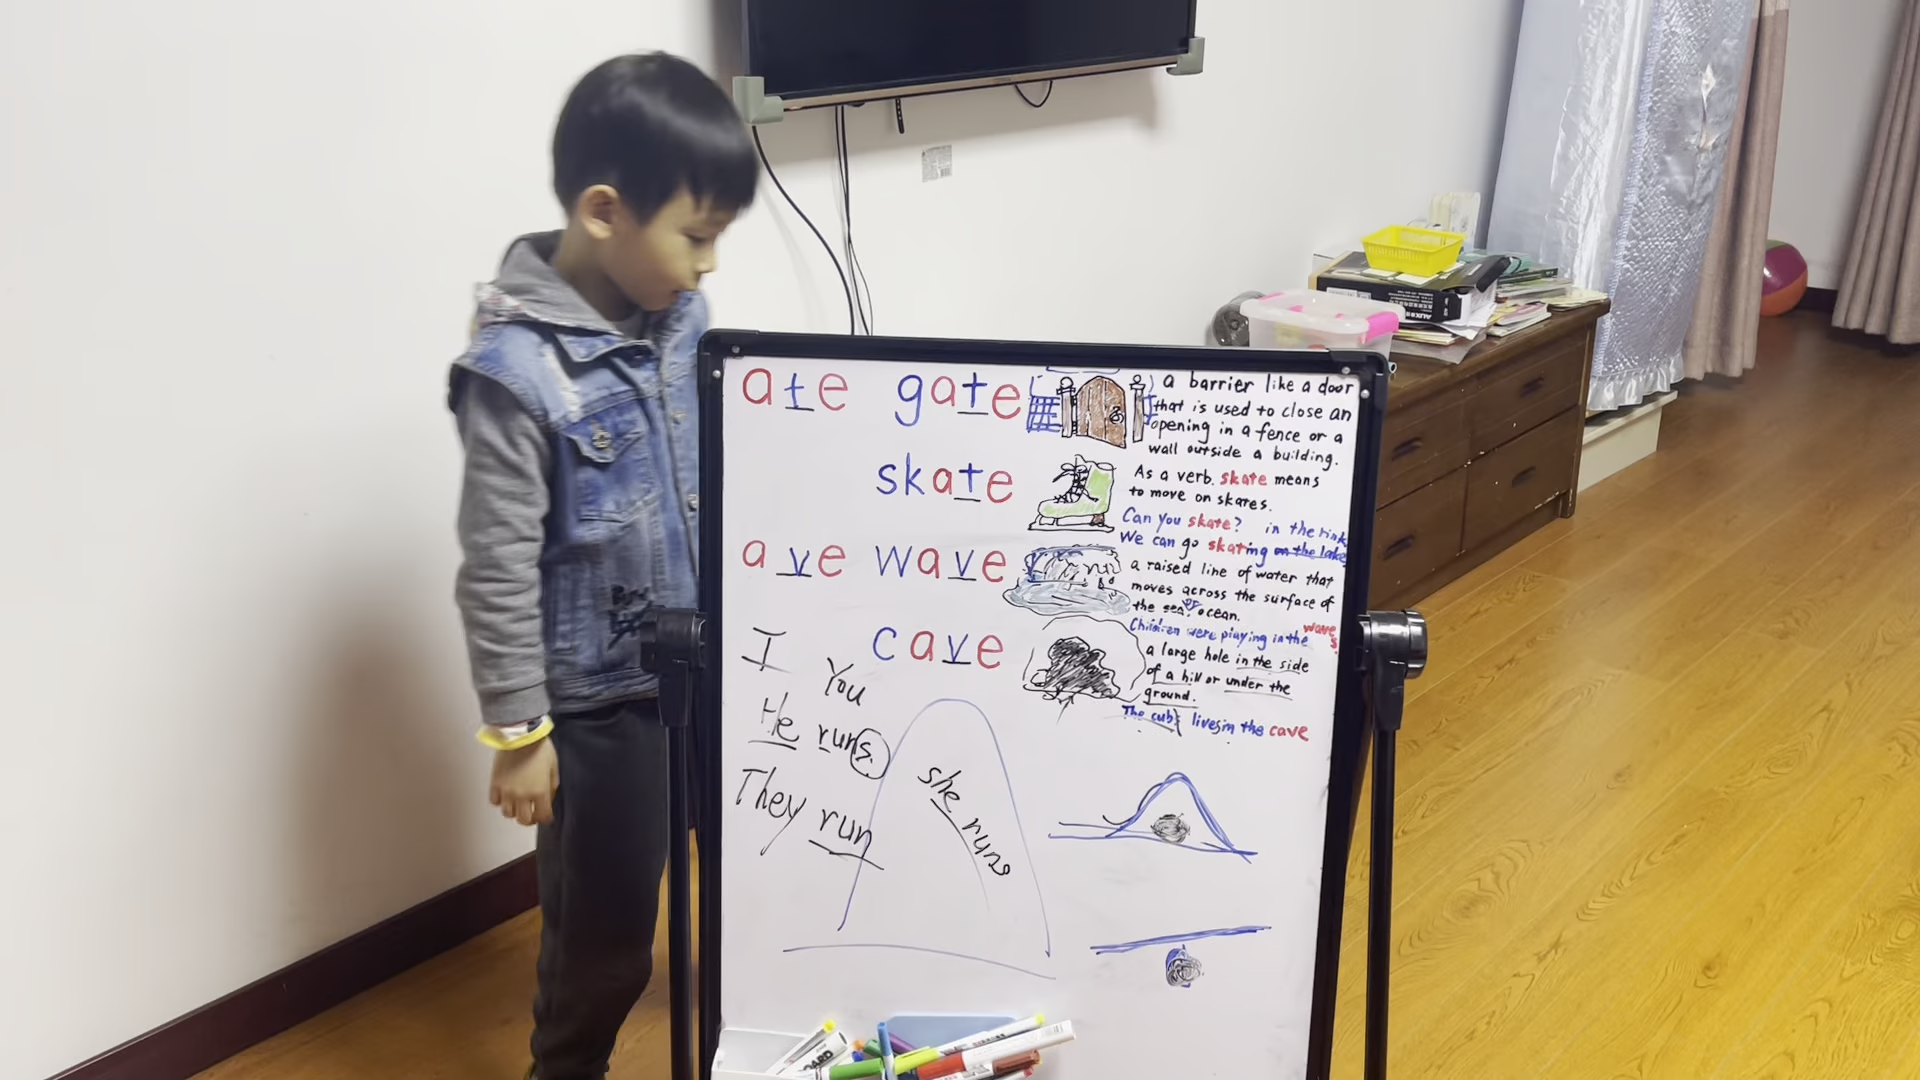 ate gate
a barrier like a door
that is used to close an
opening in a fence or a
wall outside a building.
skate
As a verb. skate means
to move on skares.
Can you skate? in the rink
We can go skating on the lake
ave wave
a raised line of water that
moves across the surface of
the sea or ocean.
Children were playing in the waves.
cave
a large hole in the side
of a hill or under the
ground.
The cub lives in the cave
I
You
He runs.
They run
she runs